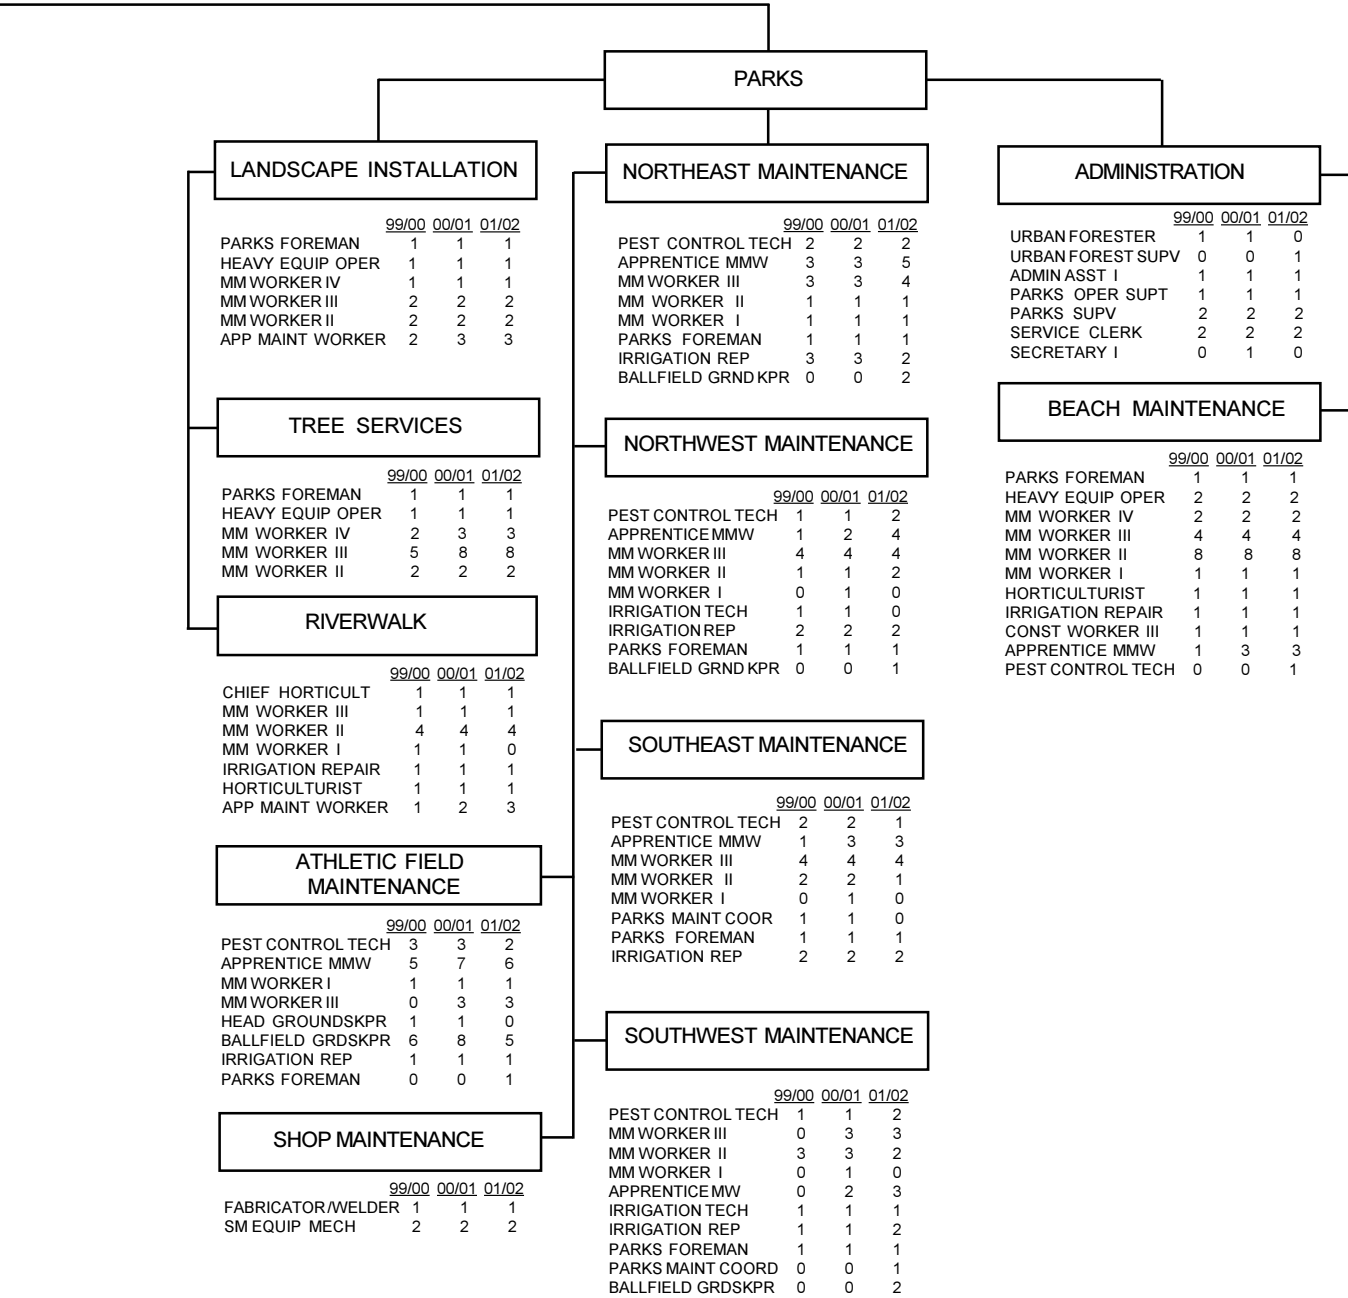 PARKS
LANDSCAPE INSTALLATION
99/00 00/01 01/02
PARKS FOREMAN 1 1 1
HEAVY EQUIP OPER 1 1 1
MM WORKER IV 1 1 1
MM WORKER III 2 2 2
MM WORKER II 2 2 2
APP MAINT WORKER 2 3 3
TREE SERVICES
99/00 00/01 01/02
PARKS FOREMAN 1 1 1
HEAVY EQUIP OPER 1 1 1
MM WORKER IV 2 3 3
MM WORKER III 5 8 8
MM WORKER II 2 2 2
RIVERWALK
99/00 00/01 01/02
CHIEF HORTICULT 1 1 1
MM WORKER III 1 1 1
MM WORKER II 4 4 4
MM WORKER I 1 1 0
IRRIGATION REPAIR 1 1 1
HORTICULTURIST 1 1 1
APP MAINT WORKER 1 2 3
ATHLETIC FIELD
MAINTENANCE
99/00 00/01 01/02
PEST CONTROL TECH 3 3 2
APPRENTICE MMW 5 7 6
MM WORKER I 1 1 1
MM WORKER III 0 3 3
HEAD GROUNDSKPR 1 1 0
BALLFIELD GRDSKPR 6 8 5
IRRIGATION REP 1 1 1
PARKS FOREMAN 0 0 1
SHOP MAINTENANCE
99/00 00/01 01/02
FABRICATOR/WELDER 1 1 1
SM EQUIP MECH 2 2 2
NORTHEAST MAINTENANCE
99/00 00/01 01/02
PEST CONTROL TECH 2 2 2
APPRENTICE MMW 3 3 5
MM WORKER III 3 3 4
MM WORKER II 1 1 1
MM WORKER I 1 1 1
PARKS FOREMAN 1 1 1
IRRIGATION REP 3 3 2
BALLFIELD GRND KPR 0 0 2
NORTHWEST MAINTENANCE
99/00 00/01 01/02
PEST CONTROL TECH 1 1 2
APPRENTICE MMW 1 2 4
MM WORKER III 4 4 4
MM WORKER II 1 1 2
MM WORKER I 0 1 0
IRRIGATION TECH 1 1 0
IRRIGATION REP 2 2 2
PARKS FOREMAN 1 1 1
BALLFIELD GRND KPR 0 0 1
SOUTHEAST MAINTENANCE
99/00 00/01 01/02
PEST CONTROL TECH 2 2 1
APPRENTICE MMW 1 3 3
MM WORKER III 4 4 4
MM WORKER II 2 2 1
MM WORKER I 0 1 0
PARKS MAINT COOR 1 1 0
PARKS FOREMAN 1 1 1
IRRIGATION REP 2 2 2
SOUTHWEST MAINTENANCE
99/00 00/01 01/02
PEST CONTROL TECH 1 1 2
MM WORKER III 0 3 3
MM WORKER II 3 3 2
MM WORKER I 0 1 0
APPRENTICE MW 0 2 3
IRRIGATION TECH 1 1 1
IRRIGATION REP 1 1 2
PARKS FOREMAN 1 1 1
PARKS MAINT COORD 0 0 1
BALLFIELD GRDSKPR 0 0 2
ADMINISTRATION
99/00 00/01 01/02
URBAN FORESTER 1 1 0
URBAN FOREST SUPV 0 0 1
ADMIN ASST I 1 1 1
PARKS OPER SUPT 1 1 1
PARKS SUPV 2 2 2
SERVICE CLERK 2 2 2
SECRETARY I 0 1 0
BEACH MAINTENANCE
99/00 00/01 01/02
PARKS FOREMAN 1 1 1
HEAVY EQUIP OPER 2 2 2
MM WORKER IV 2 2 2
MM WORKER III 4 4 4
MM WORKER II 8 8 8
MM WORKER I 1 1 1
HORTICULTURIST 1 1 1
IRRIGATION REPAIR 1 1 1
CONST WORKER III 1 1 1
APPRENTICE MMW 1 3 3
PEST CONTROL TECH 0 0 1